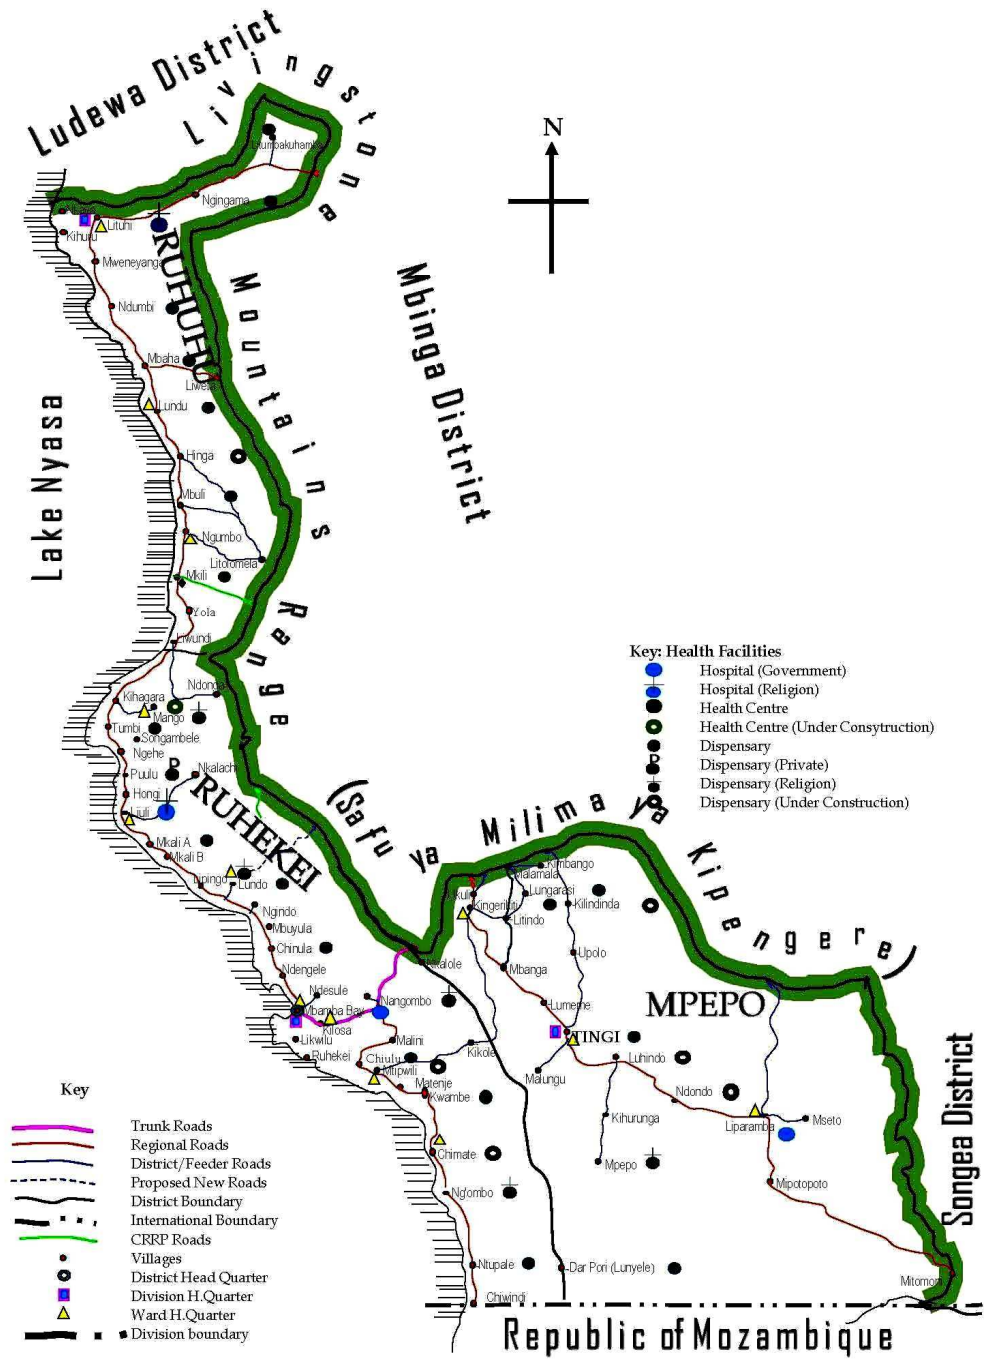 Ludewa District
Livingstone
N
Litumbakuhamba
Ngingama
Lituhi
Kihuru
RUHUHU
Mweneyanga
Mountains
Mbinga District
Ndumbi
Mbaha
Liweta
Lundu
Lake Nyasa
Hinga
Mbuli
Ngumbo
Litolomela
Mkili
Yola
Range
Liwundi
Key: Health Facilities
Hospital (Government)
Hospital (Religion)
Health Centre
Health Centre (Under Consytruction)
Dispensary
P
Dispensary (Private)
Dispensary (Religion)
Dispensary (Under Construction)
Ndonga
Kihagara
Mango
Tumbi
Songambele
Ngehe
P
Puulu
Nkalachi
Hongi
RUHEKEI
Liuli
(Safu ya Milima ya Kipengere)
Mkali A
Mkali B
Lipingo
Lundo
Kimbango
Malamala
Lungarasi
Kingerikiti
Kilindinda
Litindo
Ngindo
Mbuyula
Chinula
Upolo
Mbanga
Ndengele
Ndesule
Nangombo
Lumeme
MPEPO
Mbamba Bay
Kilosa
TINGI
Likwilu
Malini
Kikole
Ruhekei
Chiulu
Mtipwili
Luhindo
Malungu
Matenje
Kwambe
Ndondo
Kihurunga
Liparamba
Mseto
Chimate
Mpepo
Songea District
Ng'ombo
Mipotopoto
Ntupale
Dar Pori (Lunyele)
Mitomoni
Chiwindi
Republic of Mozambique
Key
Trunk Roads
Regional Roads
District/Feeder Roads
Proposed New Roads
District Boundary
International Boundary
CRRP Roads
Villages
District Head Quarter
Division H.Quarter
Ward H.Quarter
Division boundary